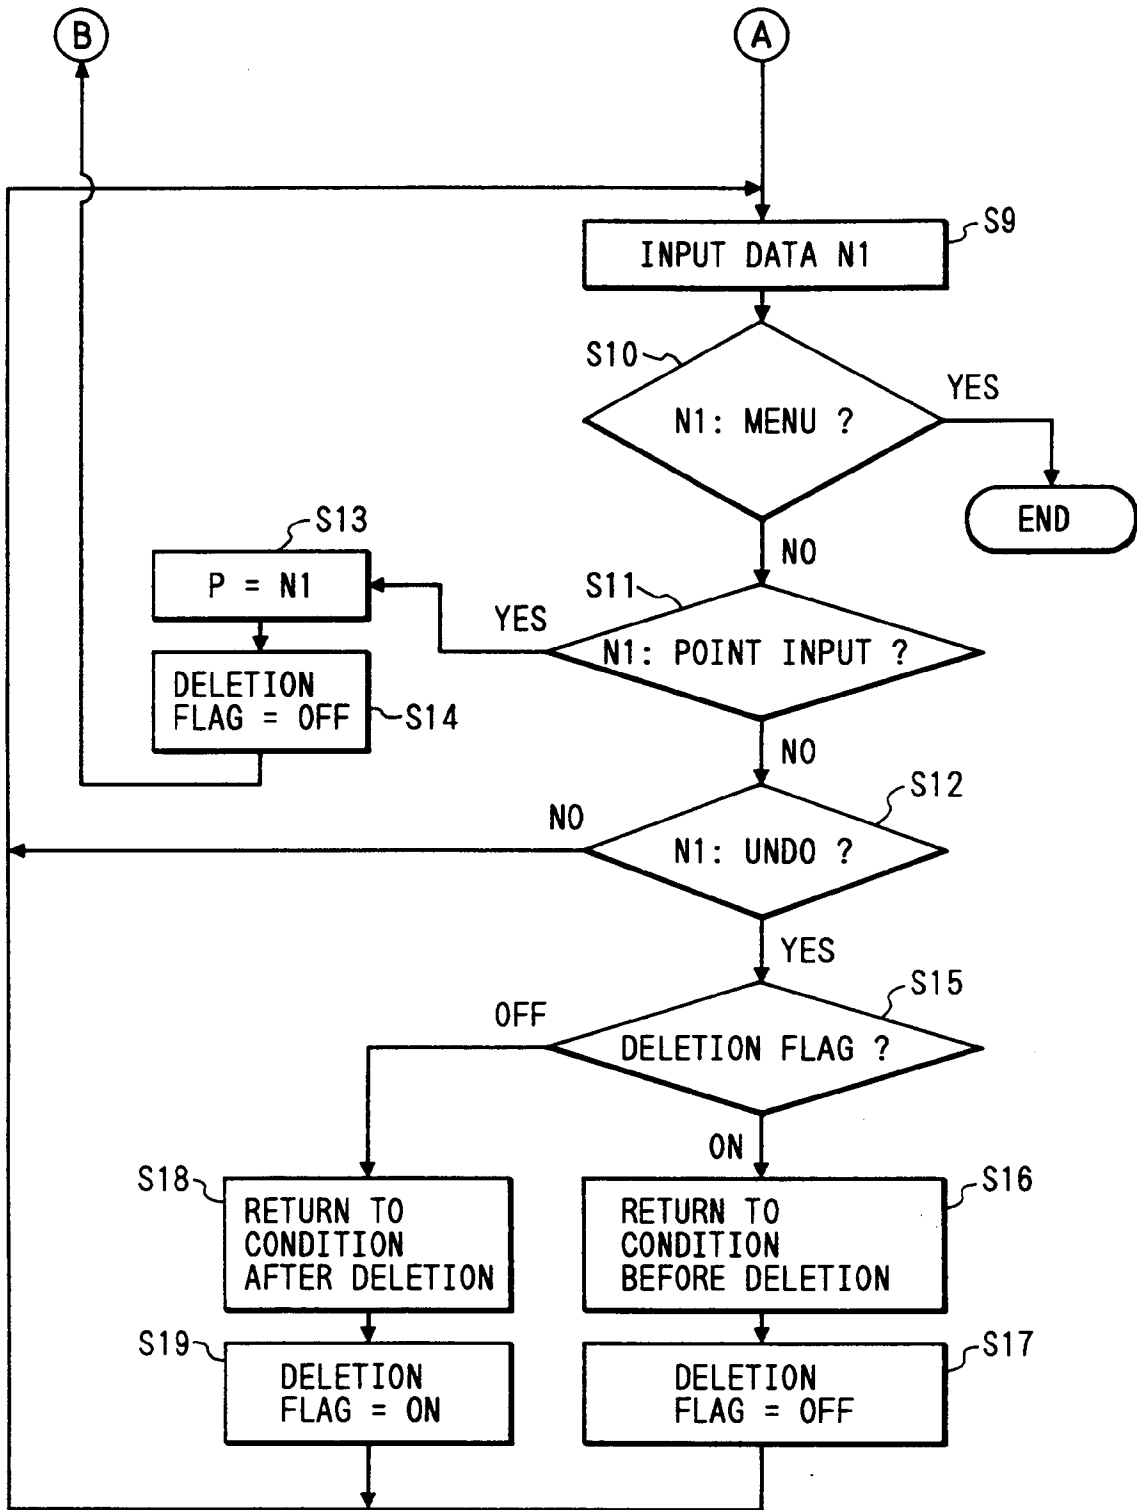 B
A
S9
INPUT DATA N1
S10
N1: MENU ?
YES
END
NO
S13
P = N1
S11
YES
N1: POINT INPUT ?
DELETION
FLAG = OFF
S14
NO
S12
NO
N1: UNDO ?
YES
S15
OFF
DELETION FLAG ?
ON
S18
RETURN TO
CONDITION
AFTER DELETION
S16
RETURN TO
CONDITION
BEFORE DELETION
S19
DELETION
FLAG = ON
S17
DELETION
FLAG = OFF